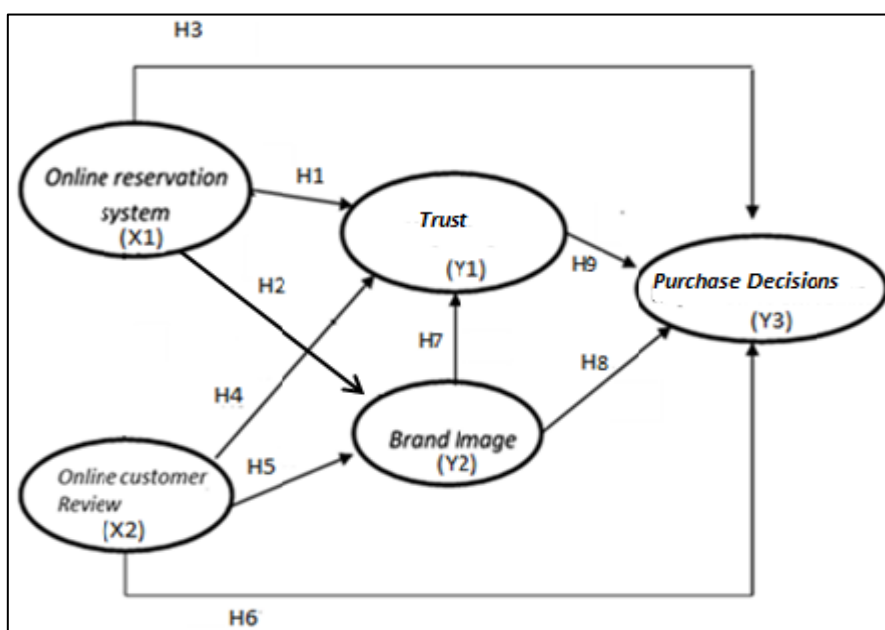 H3
Online reservation
system
(X1)
H1
Trust
(Y1)
H9
Purchase Decisions
(Y3)
H2
H7
H8
H4
Brand Image
(Y2)
H5
Online customer
Review
(X2)
H6